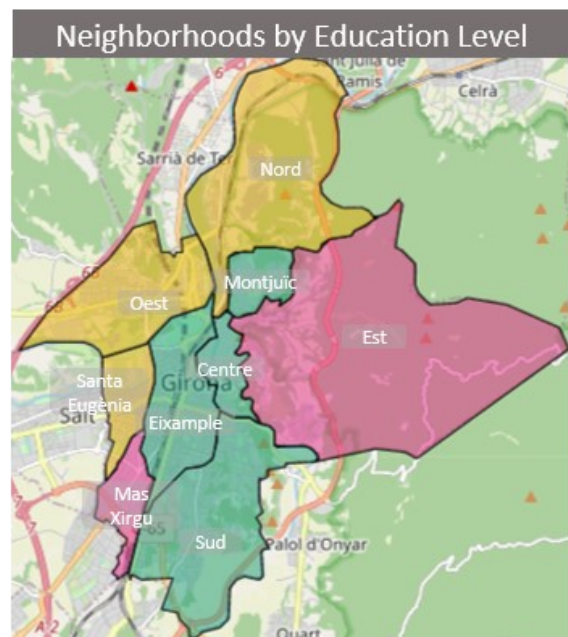 Neighborhoods by Education Level
Sant Julià de
Ramis
Celrà
Sarrià de Ter
Nord
Montjuïc
Oest
Est
Centre
Santa
Eugènia
Girona
Salt
Eixample
Mas
Xirgu
Sud
Palol d'Onyar
Quart
A 2